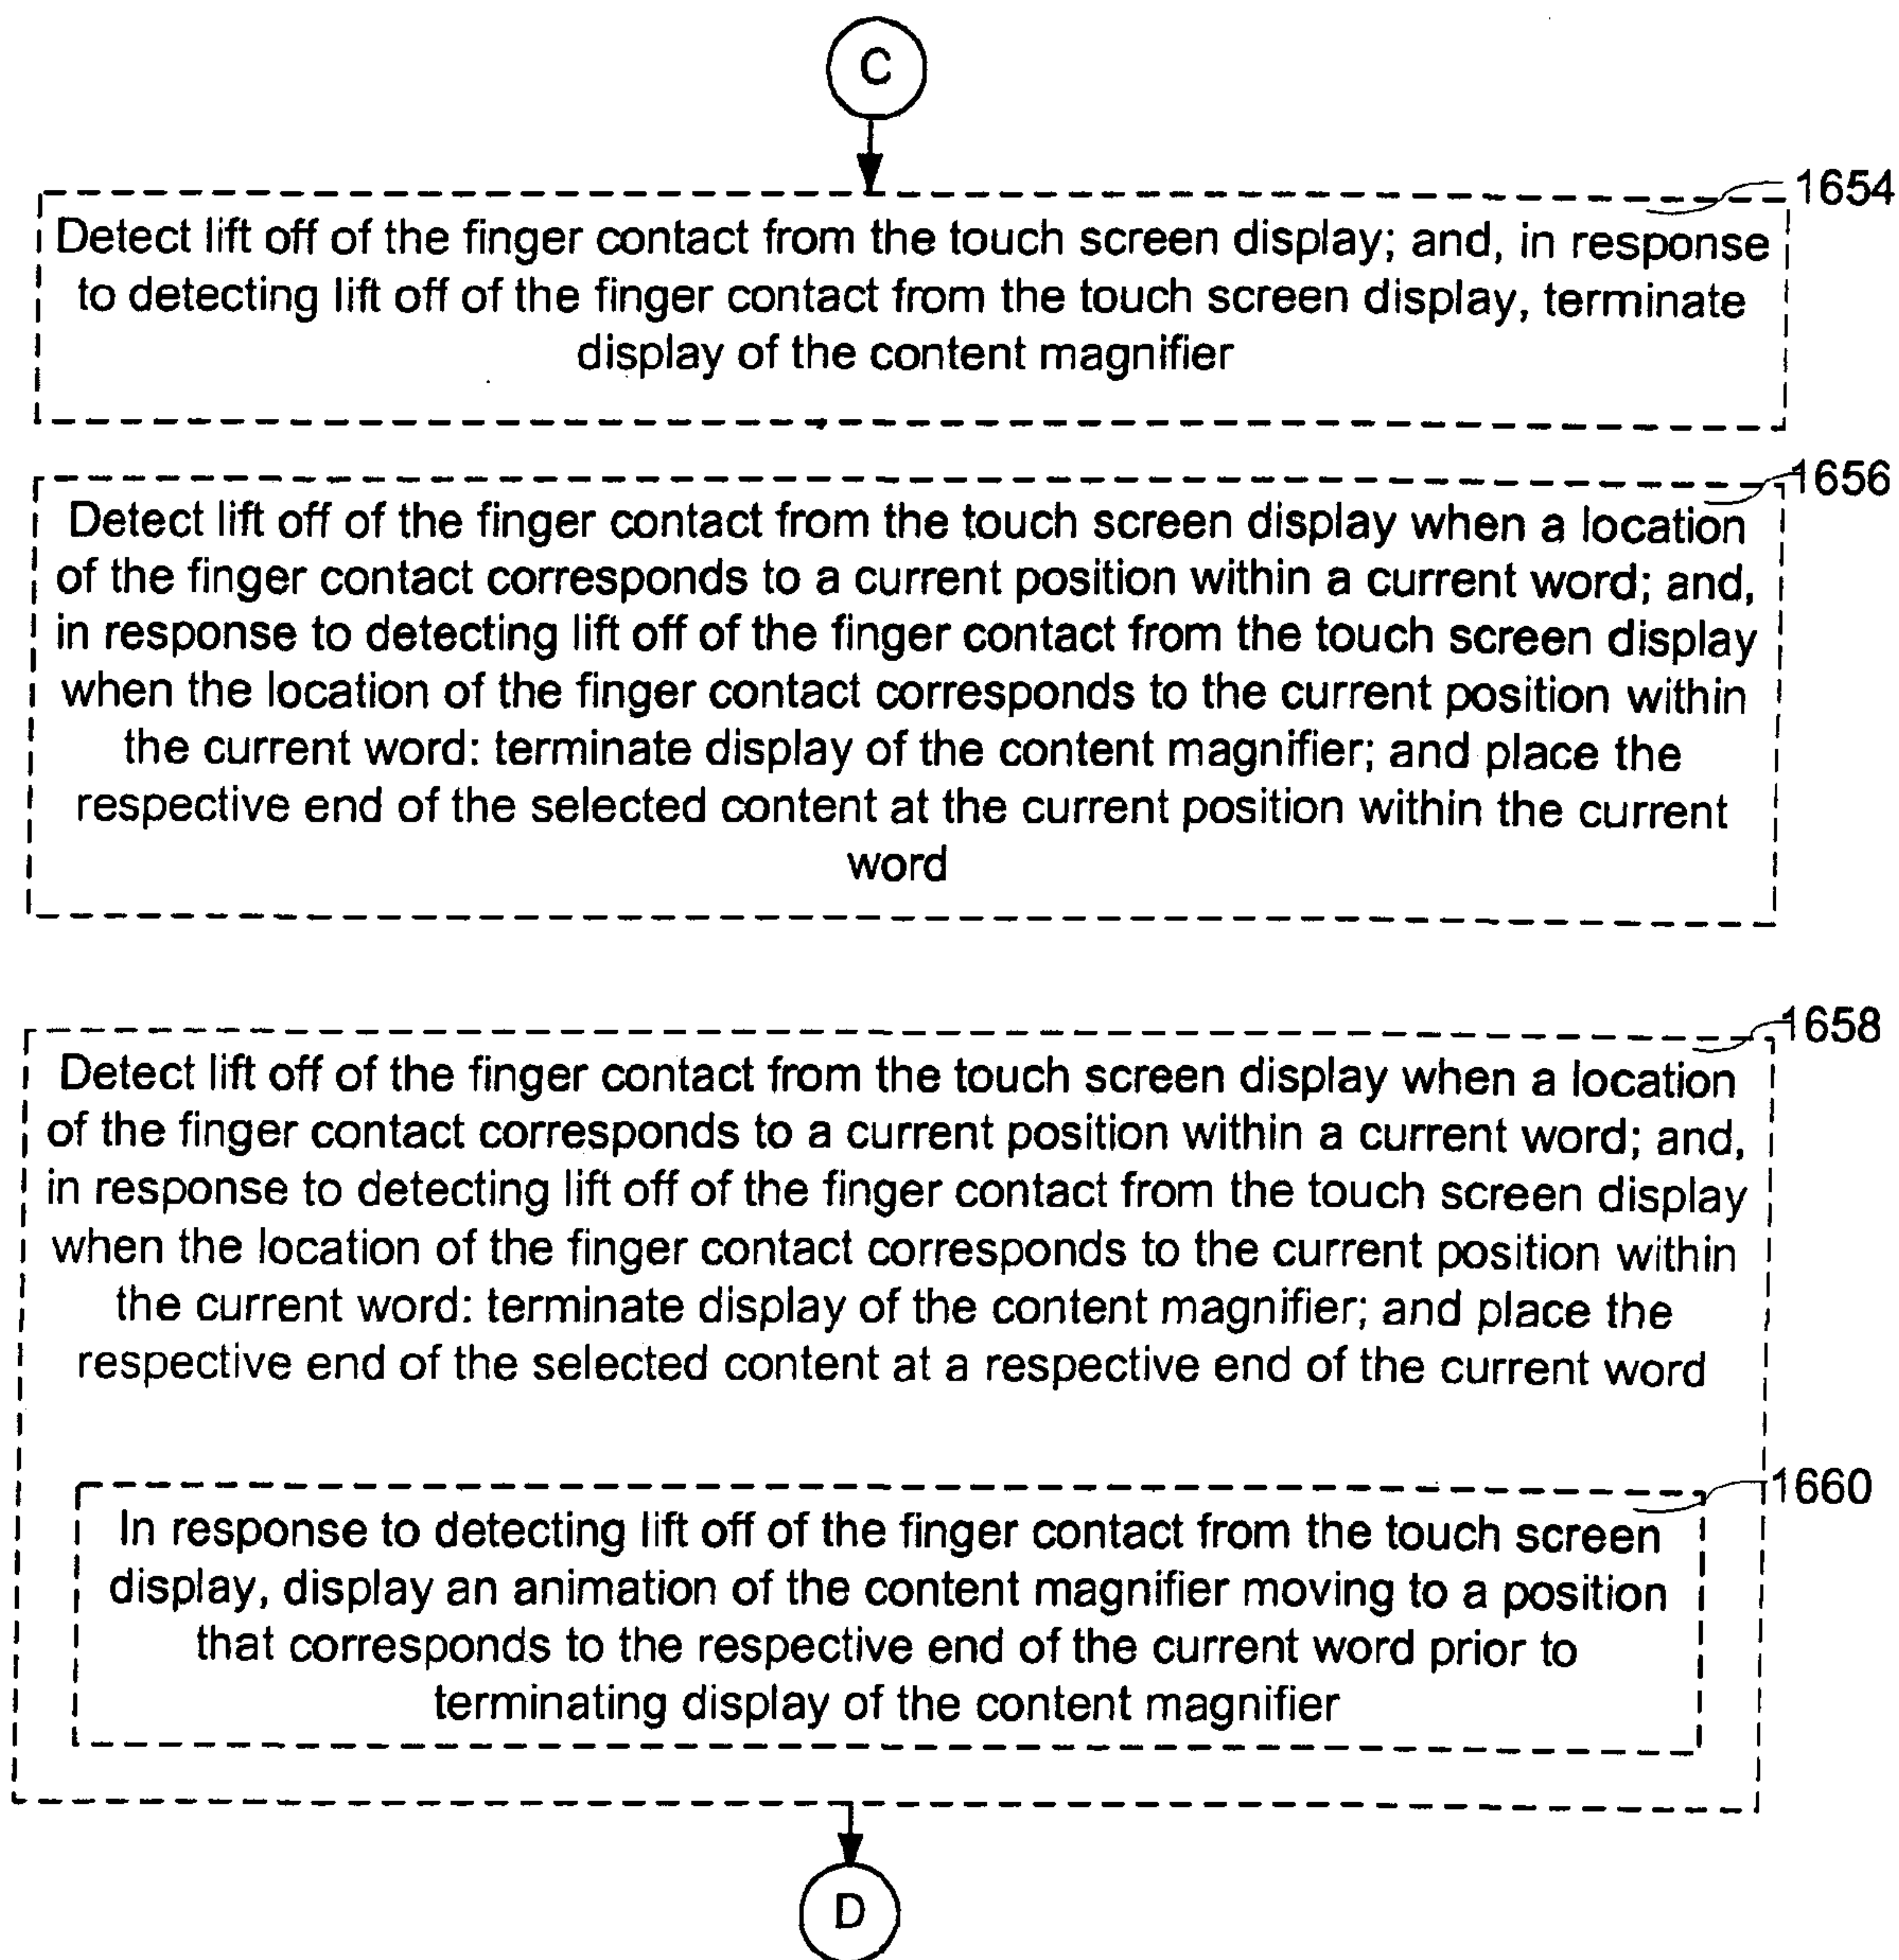 C
1654
Detect lift off of the finger contact from the touch screen display; and, in response
to detecting lift off of the finger contact from the touch screen display, terminate
display of the content magnifier
1656
Detect lift off of the finger contact from the touch screen display when a location
of the finger contact corresponds to a current position within a current word; and,
in response to detecting lift off of the finger contact from the touch screen display
when the location of the finger contact corresponds to the current position within
the current word: terminate display of the content magnifier; and place the
respective end of the selected content at the current position within the current
word
1658
Detect lift off of the finger contact from the touch screen display when a location
of the finger contact corresponds to a current position within a current word; and,
in response to detecting lift off of the finger contact from the touch screen display
when the location of the finger contact corresponds to the current position within
the current word: terminate display of the content magnifier; and place the
respective end of the selected content at a respective end of the current word
1660
In response to detecting lift off of the finger contact from the touch screen
display, display an animation of the content magnifier moving to a position
that corresponds to the respective end of the current word prior to
terminating display of the content magnifier
D